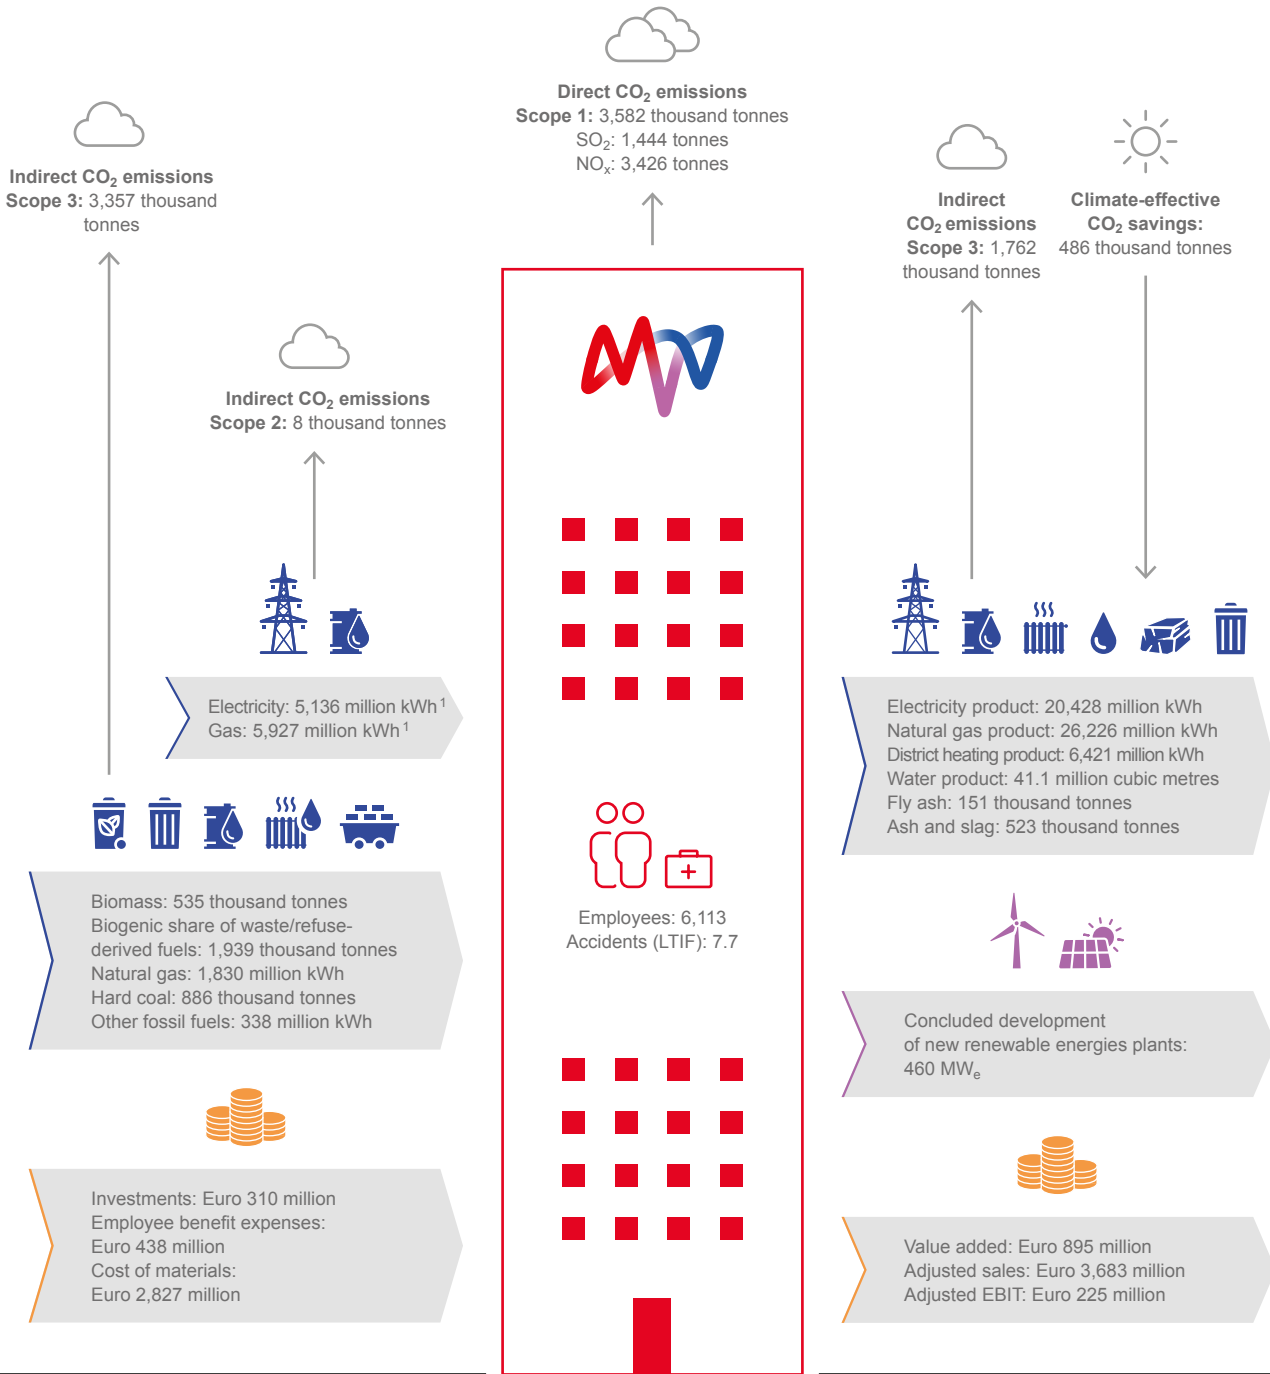 Direct CO₂ emissions
Scope 1: 3,582 thousand tonnes
SO₂: 1,444 tonnes
NOₓ: 3,426 tonnes
Indirect CO₂ emissions
Scope 3: 3,357 thousand
tonnes
Indirect CO₂ emissions
Scope 2: 8 thousand tonnes
Indirect
CO₂ emissions
Scope 3: 1,762
thousand tonnes
Climate-effective
CO₂ savings:
486 thousand tonnes
MVV
Electricity: 5,136 million kWh¹
Gas: 5,927 million kWh¹
Biomass: 535 thousand tonnes
Biogenic share of waste/refuse-
derived fuels: 1,939 thousand tonnes
Natural gas: 1,830 million kWh
Hard coal: 886 thousand tonnes
Other fossil fuels: 338 million kWh
Investments: Euro 310 million
Employee benefit expenses:
Euro 438 million
Cost of materials:
Euro 2,827 million
Employees: 6,113
Accidents (LTIF): 7.7
Electricity product: 20,428 million kWh
Natural gas product: 26,226 million kWh
District heating product: 6,421 million kWh
Water product: 41.1 million cubic metres
Fly ash: 151 thousand tonnes
Ash and slag: 523 thousand tonnes
Concluded development
of new renewable energies plants:
460 MWₑ
Value added: Euro 895 million
Adjusted sales: Euro 3,683 million
Adjusted EBIT: Euro 225 million